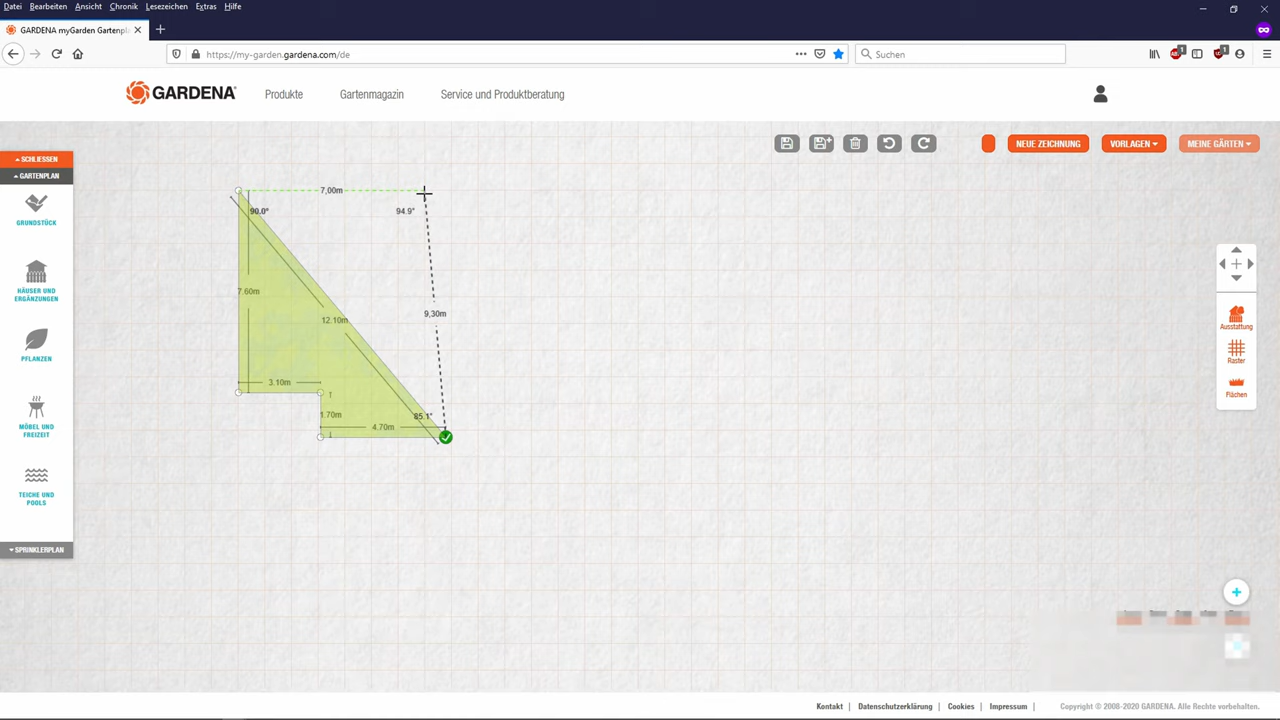 Datei Bearbeiten Ansicht Chronik Lesezeichen Extras Hilfe
GARDENA myGarden Gartenpla
https://my-garden.gardena.com/de
Suchen
GARDENA
Produkte Gartenmagazin Service und Produktberatung
NEUE ZEICHNUNG VORLAGEN MEINE GÄRTEN
SCHLIESSEN
GARTENPLAN
GRUNDSTÜCK
HÄUSER UND
ERGÄNZUNGEN
PFLANZEN
MÖBEL UND
FREIZEIT
TEICHE UND
POOLS
SPRINKLERPLAN
7,00m
90.0°
94.9°
7.60m
9,30m
12.10m
3.10m
1.70m
85.1°
4.70m
Ausstattung
Raster
Flächen
Kontakt | Datenschutzerklärung | Cookies | Impressum |
Copyright © 2008-2020 GARDENA. Alle Rechte vorbehalten.